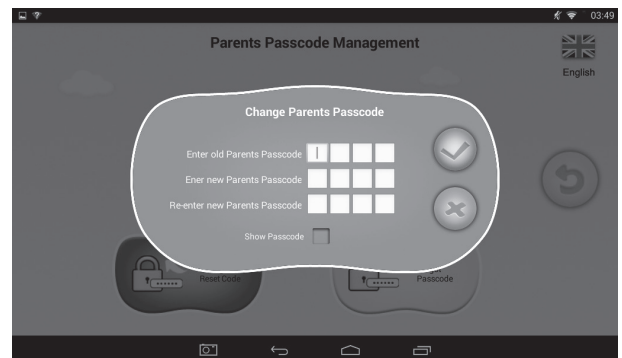 03:49
Parents Passcode Management
English
Change Parents Passcode
Enter old Parents Passcode
Ener new Parents Passcode
Re-enter new Parents Passcode
Show Passcode
Reset Code
Passcode